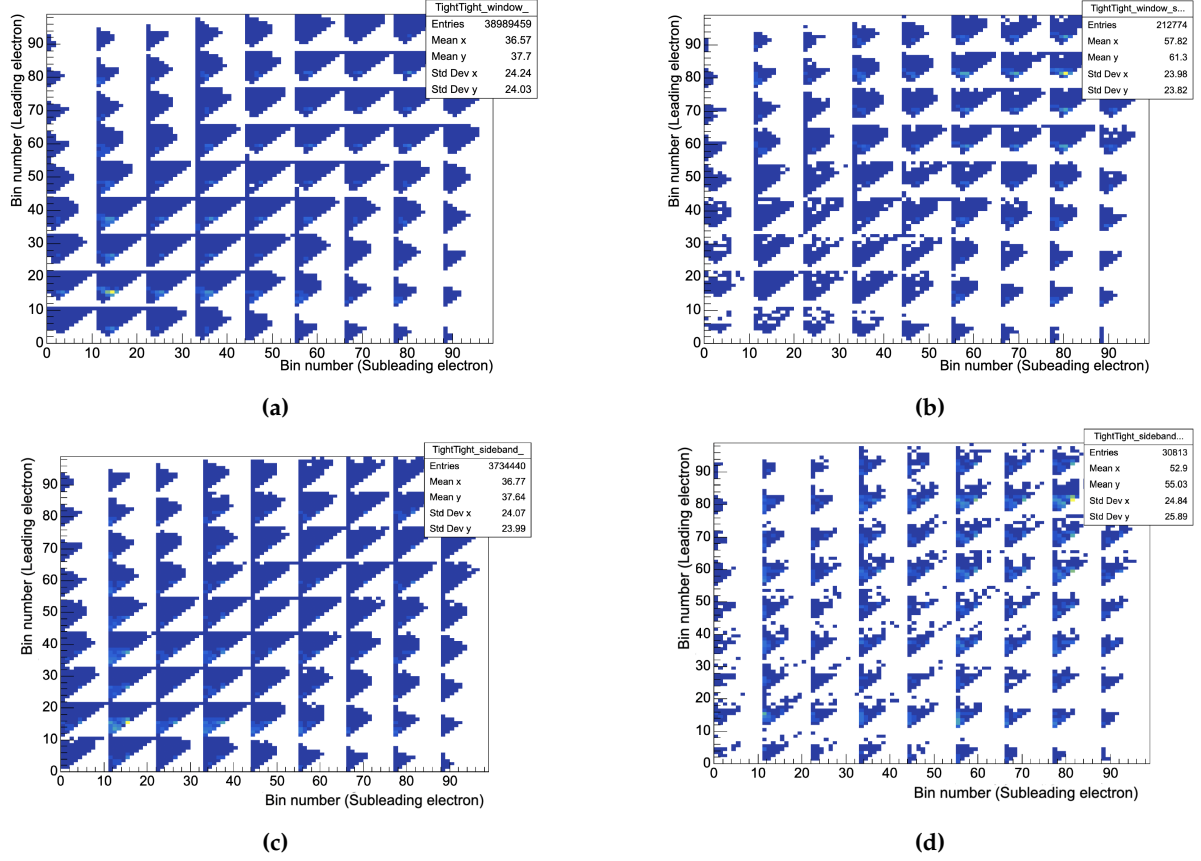 TightTight_window_
Entries 38989459
Mean x 36.57
Mean y 37.7
Std Dev x 24.24
Std Dev y 24.03
Bin number (Leading electron)
90
80
70
60
50
40
30
20
10
0
0 10 20 30 40 50 60 70 80 90
Bin number (Subleading electron)
(a)
TightTight_window_s...
Entries 212774
Mean x 57.82
Mean y 61.3
Std Dev x 23.98
Std Dev y 23.82
Bin number (Leading electron)
90
80
70
60
50
40
30
20
10
0
0 10 20 30 40 50 60 70 80 90
Bin number (Subleading electron)
(b)
TightTight_sideband_
Entries 3734440
Mean x 36.77
Mean y 37.64
Std Dev x 24.07
Std Dev y 23.99
Bin number (Leading electron)
90
80
70
60
50
40
30
20
10
0
0 10 20 30 40 50 60 70 80 90
Bin number (Subleading electron)
(c)
TightTight_sideband...
Entries 30813
Mean x 52.9
Mean y 55.03
Std Dev x 24.84
Std Dev y 25.89
Bin number (Leading electron)
90
80
70
60
50
40
30
20
10
0
0 10 20 30 40 50 60 70 80 90
Bin number (Subleading electron)
(d)